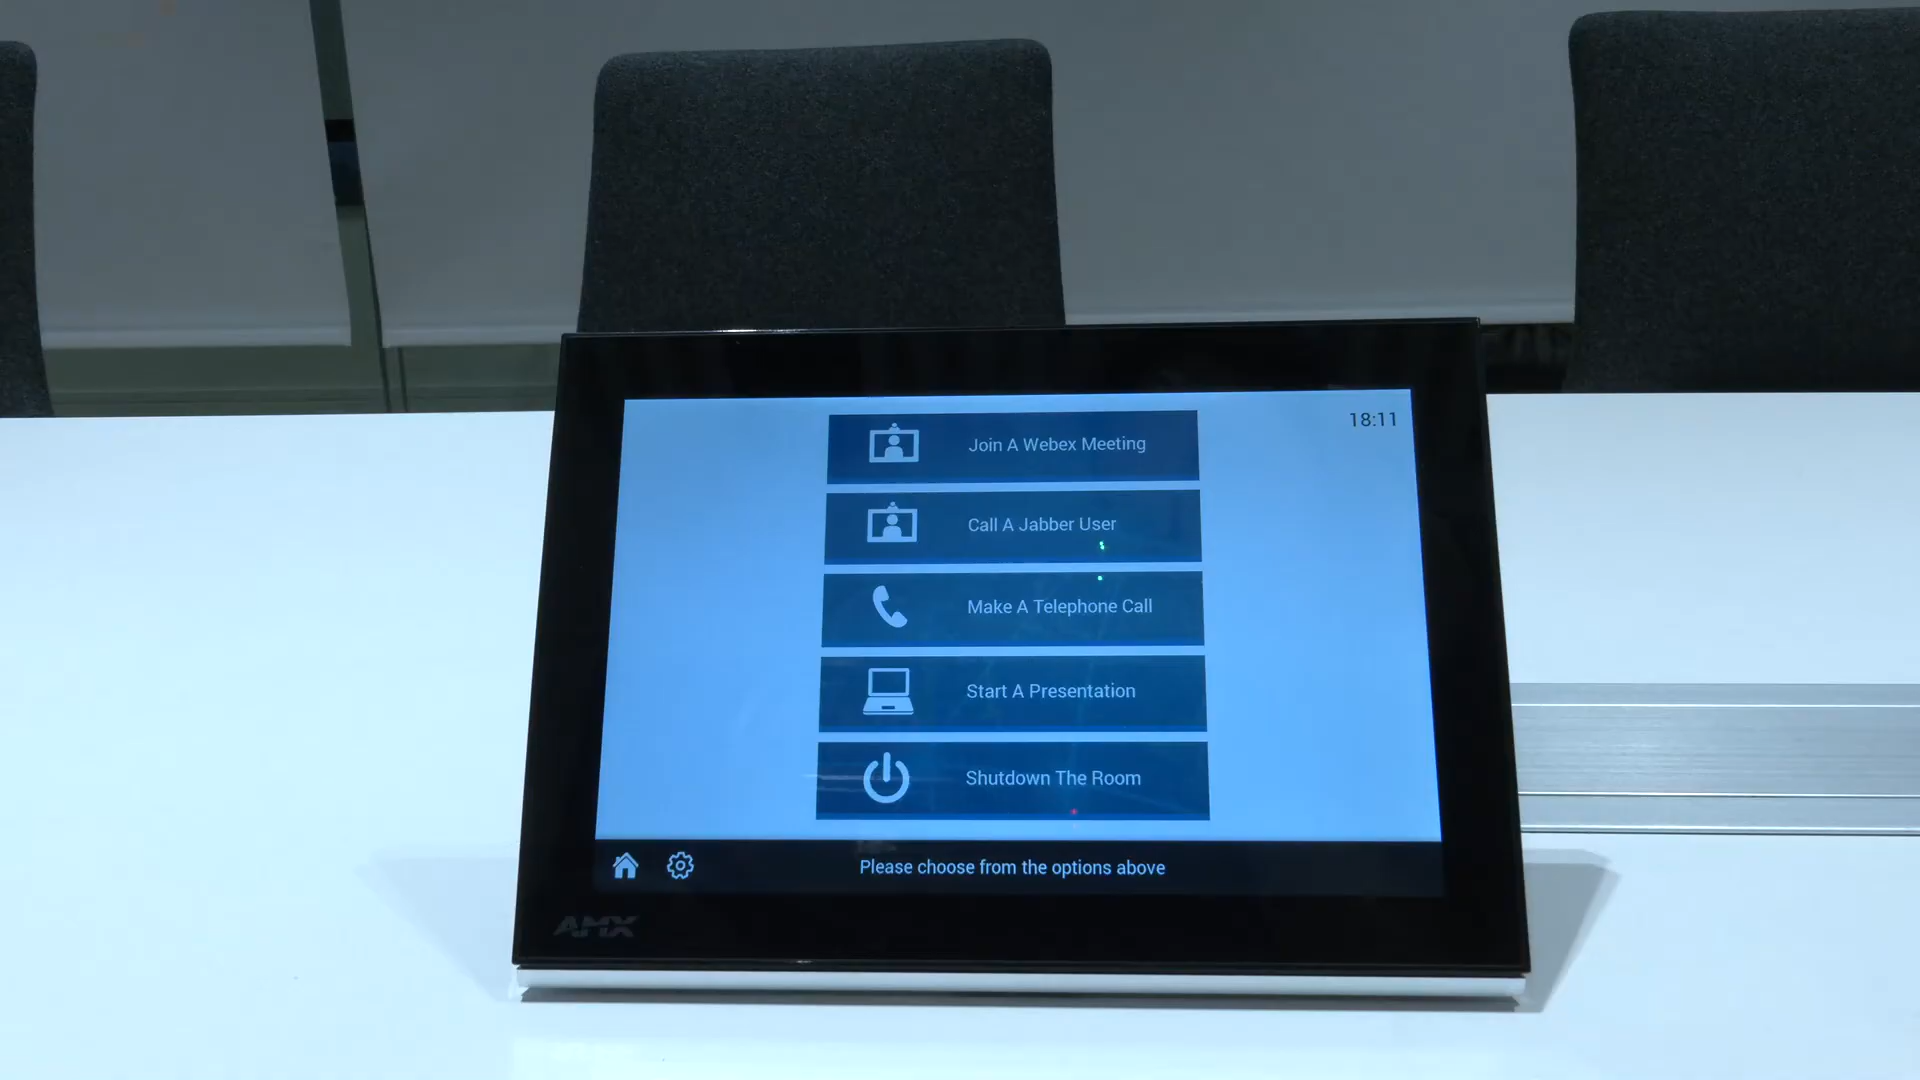 18:11
Join A Webex Meeting
Call A Jabber User
Make A Telephone Call
Start A Presentation
Shutdown The Room
Please choose from the options above
AMX